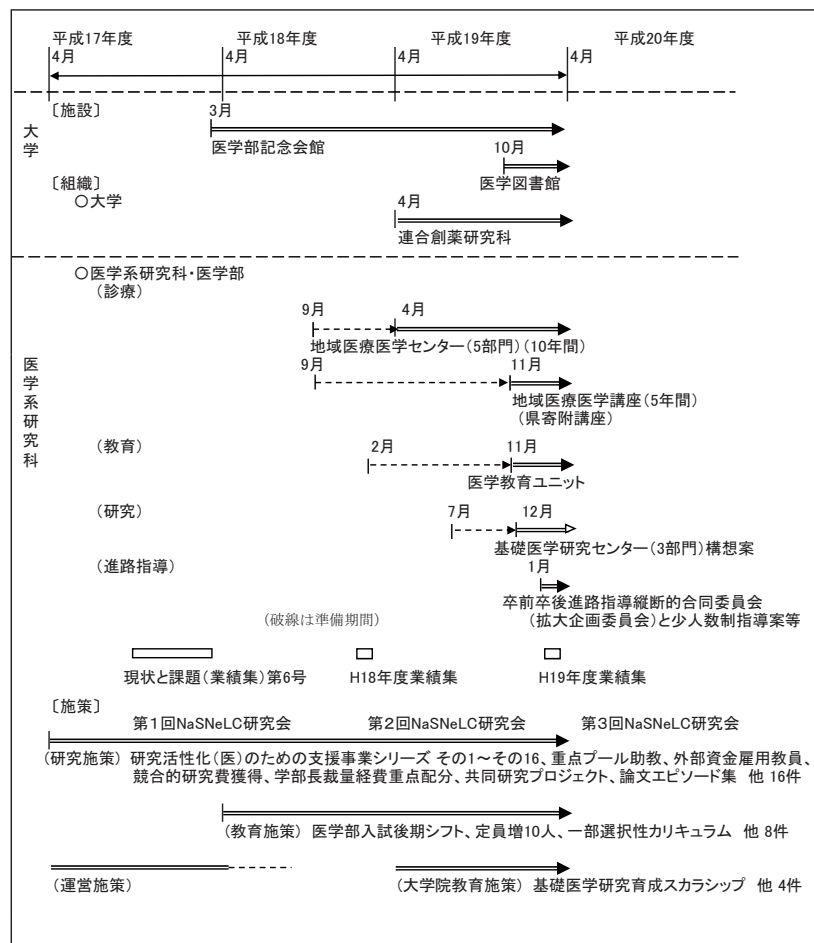 平成17年度 平成18年度 平成19年度 平成20年度
4月 4月 4月 4月
〔施設〕
大学
3月
医学部記念会館
10月
医学図書館
〔組織〕
○大学
4月
連合創薬研究科
○医学系研究科・医学部
(診療)
9月 4月
地域医療医学センター(5部門)(10年間)
医学系研究科
9月 11月
地域医療医学講座(5年間)
(県寄附講座)
(教育)
2月 11月
医学教育ユニット
(研究)
7月 12月
基礎医学研究センター(3部門)構想案
(進路指導)
1月
卒前卒後進路指導縦断的合同委員会
(拡大企画委員会)と少人数制指導案等
(破線は準備期間)
現状と課題(業績集)第6号 H18年度業績集 H19年度業績集
〔施策〕
第1回NaSNeLC研究会 第2回NaSNeLC研究会 第3回NaSNeLC研究会
(研究施策) 研究活性化(医)のための支援事業シリーズ その1～その16、重点プール助教、外部資金雇用教員、
競合的研究費獲得、学部長裁量経費重点配分、共同研究プロジェクト、論文エピソード集 他 16件
(教育施策) 医学部入試後期シフト、定員増10人、一部選択性カリキュラム 他 8件
(運営施策) (大学院教育施策) 基礎医学研究育成スカラシップ 他 4件